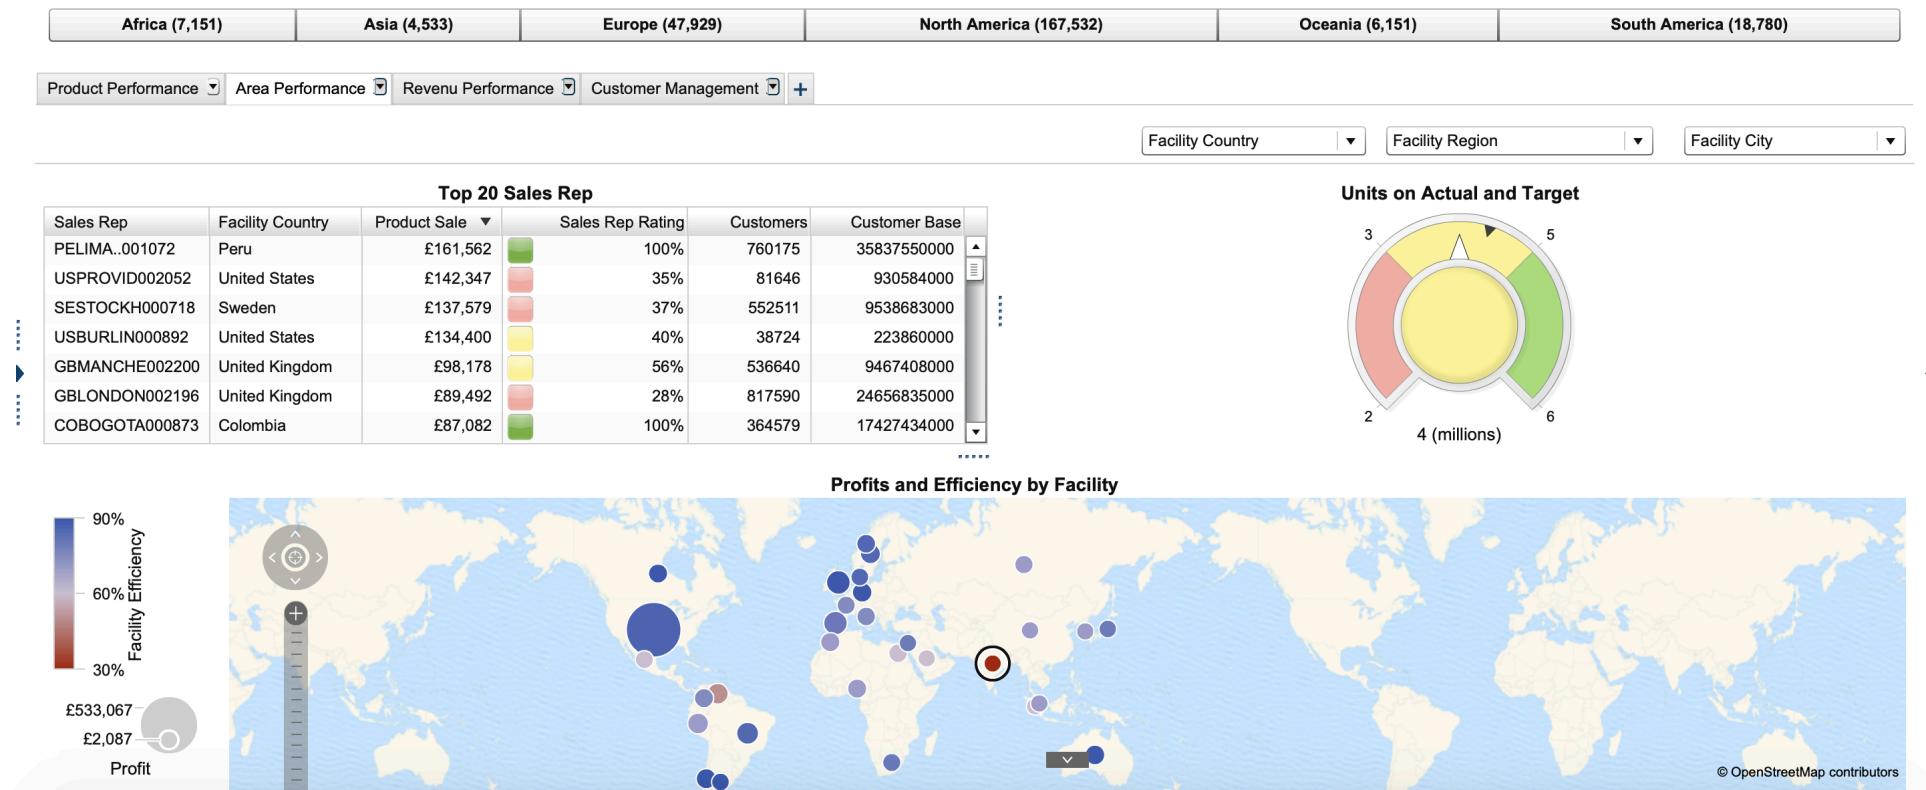 Africa (7,151) Asia (4,533) Europe (47,929) North America (167,532) Oceania (6,151) South America (18,780)
Product Performance Area Performance Revenu Performance Customer Management +
Facility Country Facility Region Facility City
Top 20 Sales Rep
Sales Rep Facility Country Product Sale Sales Rep Rating Customers Customer Base
PELIMA..001072 Peru £161,562 100% 760175 35837550000
USPROVID002052 United States £142,347 35% 81646 930584000
SESTOCKH000718 Sweden £137,579 37% 552511 9538683000
USBURLIN000892 United States £134,400 40% 38724 223860000
GBMANCHE002200 United Kingdom £98,178 56% 536640 9467408000
GBLONDON002196 United Kingdom £89,492 28% 817590 24656835000
COBOGOTA000873 Colombia £87,082 100% 364579 17427434000
Units on Actual and Target
3 5
2 6
4 (millions)
Profits and Efficiency by Facility
90%
60%
30%
Facility Efficiency
£533,067
£2,087
Profit
© OpenStreetMap contributors